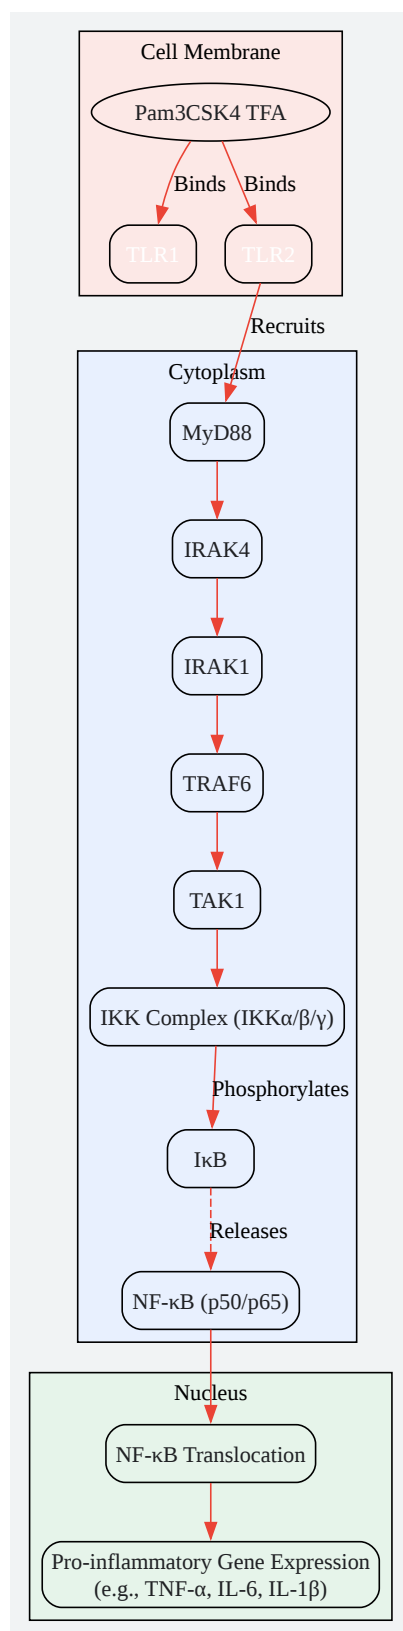 Cell Membrane
Pam3CSK4 TFA
Binds
Binds
TLR1
TLR2
Recruits
Cytoplasm
MyD88
IRAK4
IRAK1
TRAF6
TAK1
IKK Complex (IKKα/β/γ)
Phosphorylates
IκB
Releases
NF-κB (p50/p65)
Nucleus
NF-κB Translocation
Pro-inflammatory Gene Expression
(e.g., TNF-α, IL-6, IL-1β)